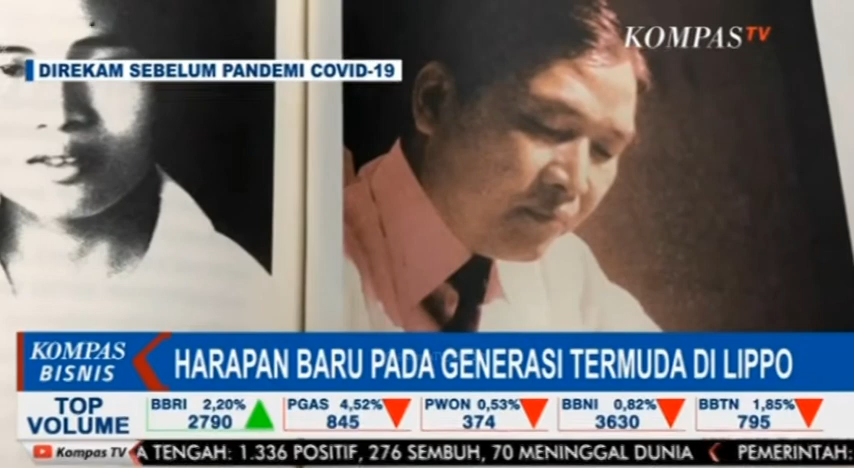 KOMPAS TV
DIREKAM SEBELUM PANDEMI COVID-19
KOMPAS BISNIS
HARAPAN BARU PADA GENERASI TERMUDA DI LIPPO
TOP VOLUME
BBRI 2,20% 2790
PGAS 4,52% 845
PWON 0,53% 374
BBNI 0,82% 3630
BBTN 1,85% 795
Kompas TV
A TENGAH: 1.336 POSITIF, 276 SEMBUH, 70 MENINGGAL DUNIA
PEMERINTAH: